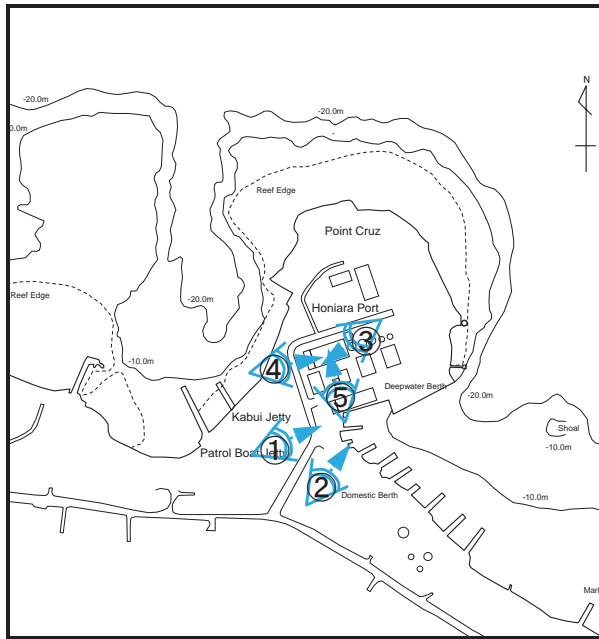 -20.0m
-20.0m
0.0m
N
Reef Edge
Point Cruz
-20.0m
Reef Edge
Honiara Port
3
-10.0m
4
Deepwater Berth
-20.0m
5
Kabui Jetty
Shoal
-10.0m
1
Patrol Boat Jetty
2
Domestic Berth
-10.0m
Mark